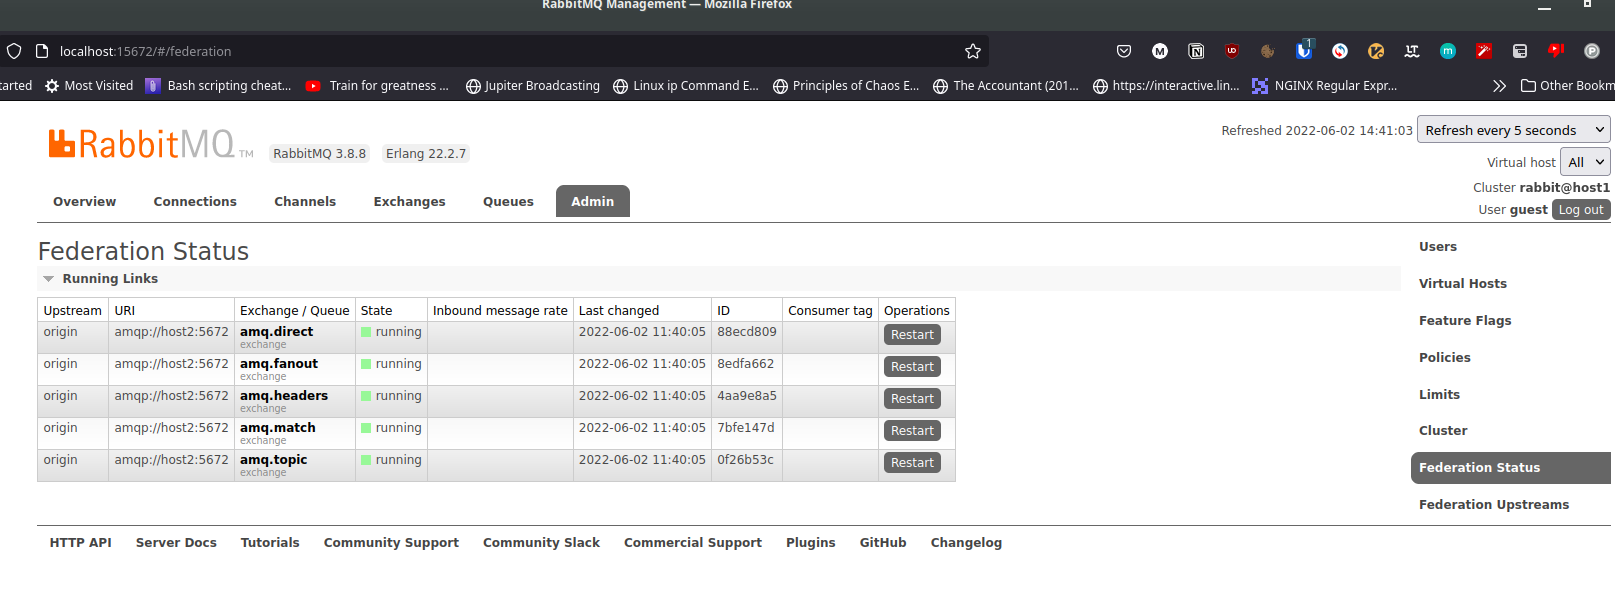 RabbitMQ Management — Mozilla Firefox
localhost:15672/#/federation
1
tarted Most Visited Bash scripting cheat... Train for greatness ... Jupiter Broadcasting Linux ip Command E... Principles of Chaos E... The Accountant (201... https://interactive.lin... NGINX Regular Expr... Other Bookm
RabbitMQ TM RabbitMQ 3.8.8 Erlang 22.2.7
Refreshed 2022-06-02 14:41:03 Refresh every 5 seconds
Virtual host All
Cluster rabbit@host1
User guest Log out
Overview Connections Channels Exchanges Queues Admin
Federation Status
Running Links
Upstream URI Exchange / Queue State Inbound message rate Last changed ID Consumer tag Operations
origin amqp://host2:5672 amq.direct running 2022-06-02 11:40:05 88ecd809 Restart
exchange
origin amqp://host2:5672 amq.fanout running 2022-06-02 11:40:05 8edfa662 Restart
exchange
origin amqp://host2:5672 amq.headers running 2022-06-02 11:40:05 4aa9e8a5 Restart
exchange
origin amqp://host2:5672 amq.match running 2022-06-02 11:40:05 7bfe147d Restart
exchange
origin amqp://host2:5672 amq.topic running 2022-06-02 11:40:05 0f26b53c Restart
exchange
Users
Virtual Hosts
Feature Flags
Policies
Limits
Cluster
Federation Status
Federation Upstreams
HTTP API Server Docs Tutorials Community Support Community Slack Commercial Support Plugins GitHub Changelog